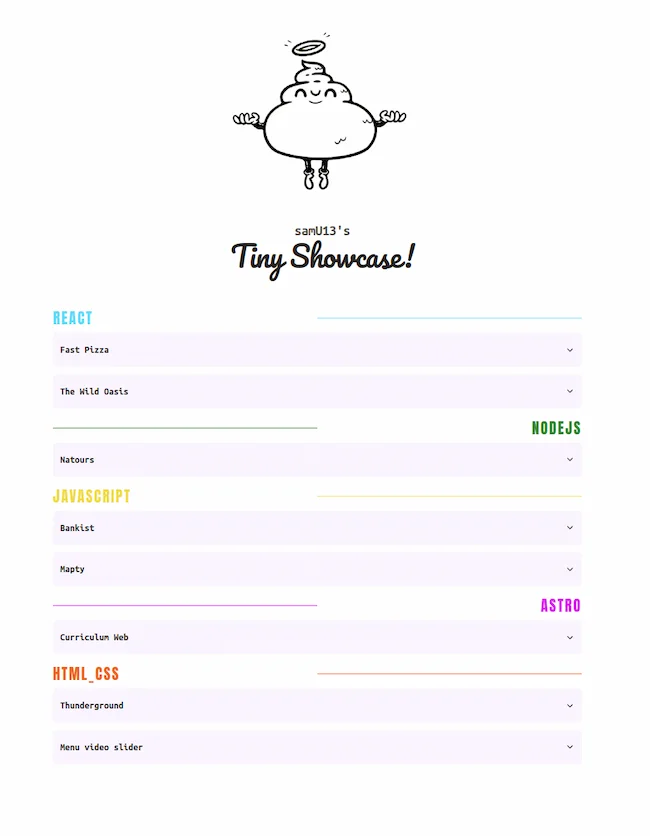 samU13's
Tiny Showcase!
REACT
Fast Pizza
The Wild Oasis
NODEJS
Natours
JAVASCRIPT
Bankist
Mapty
ASTRO
Curriculum Web
HTML_CSS
Thunderground
Menu video slider